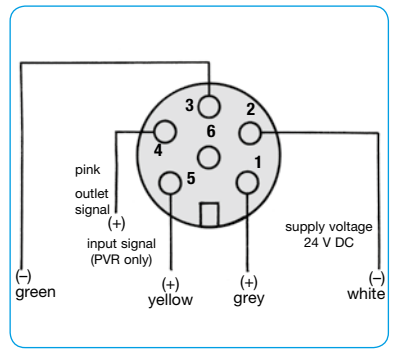 3
2
6
4
1
5
pink
outlet
signal
(+)
input signal
(PVR only)
supply voltage
24 V DC
(–)
green
(+)
yellow
(+)
grey
(–)
white